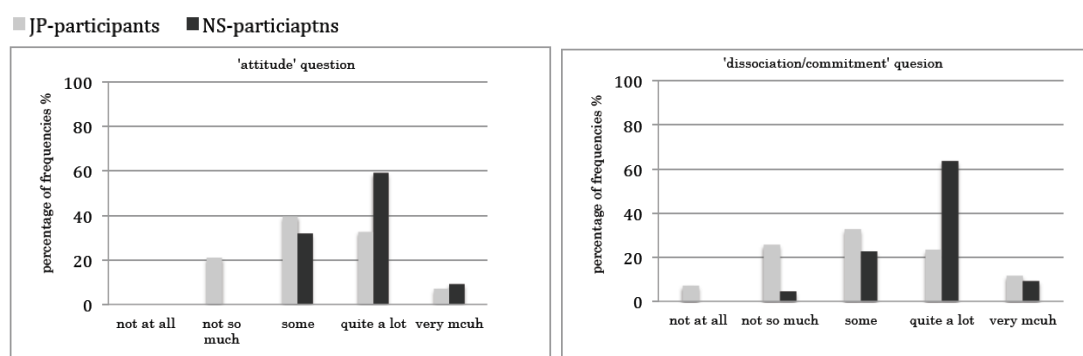 JP-participants NS-particiaptns
'attitude' question
percentage of frequencies %
100
80
60
40
20
0
not at all not so much some quite a lot very mcuh
'dissociation/commitment' quesion
percentage of frequencies %
100
80
60
40
20
0
not at all not so much some quite a lot very mcuh